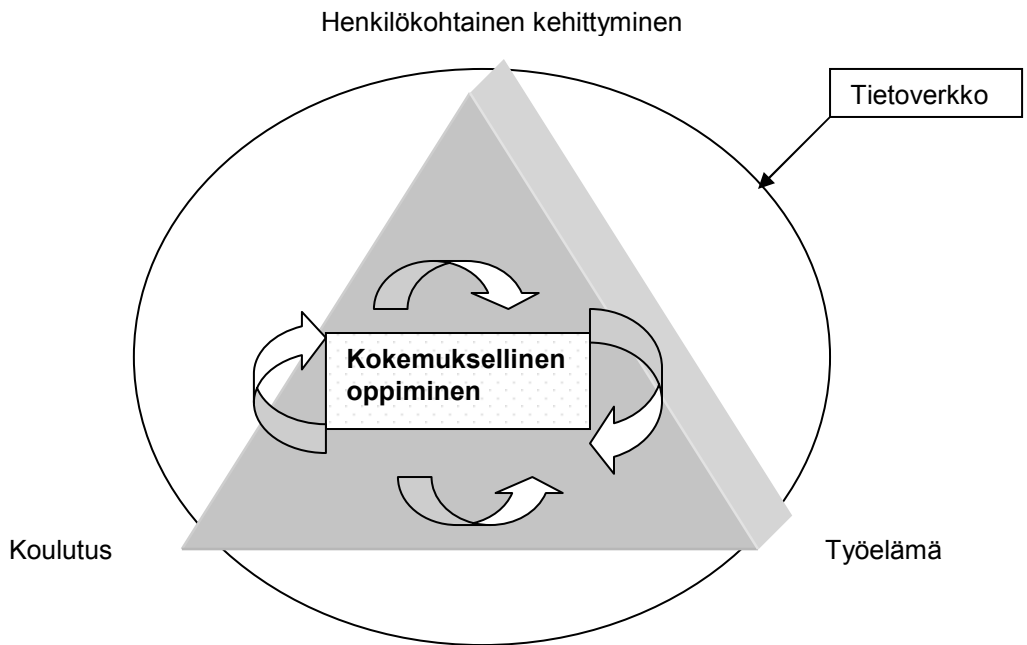 Henkilökohtainen kehittyminen
Tietoverkko
Kokemuksellinen
oppiminen
Koulutus
Työelämä